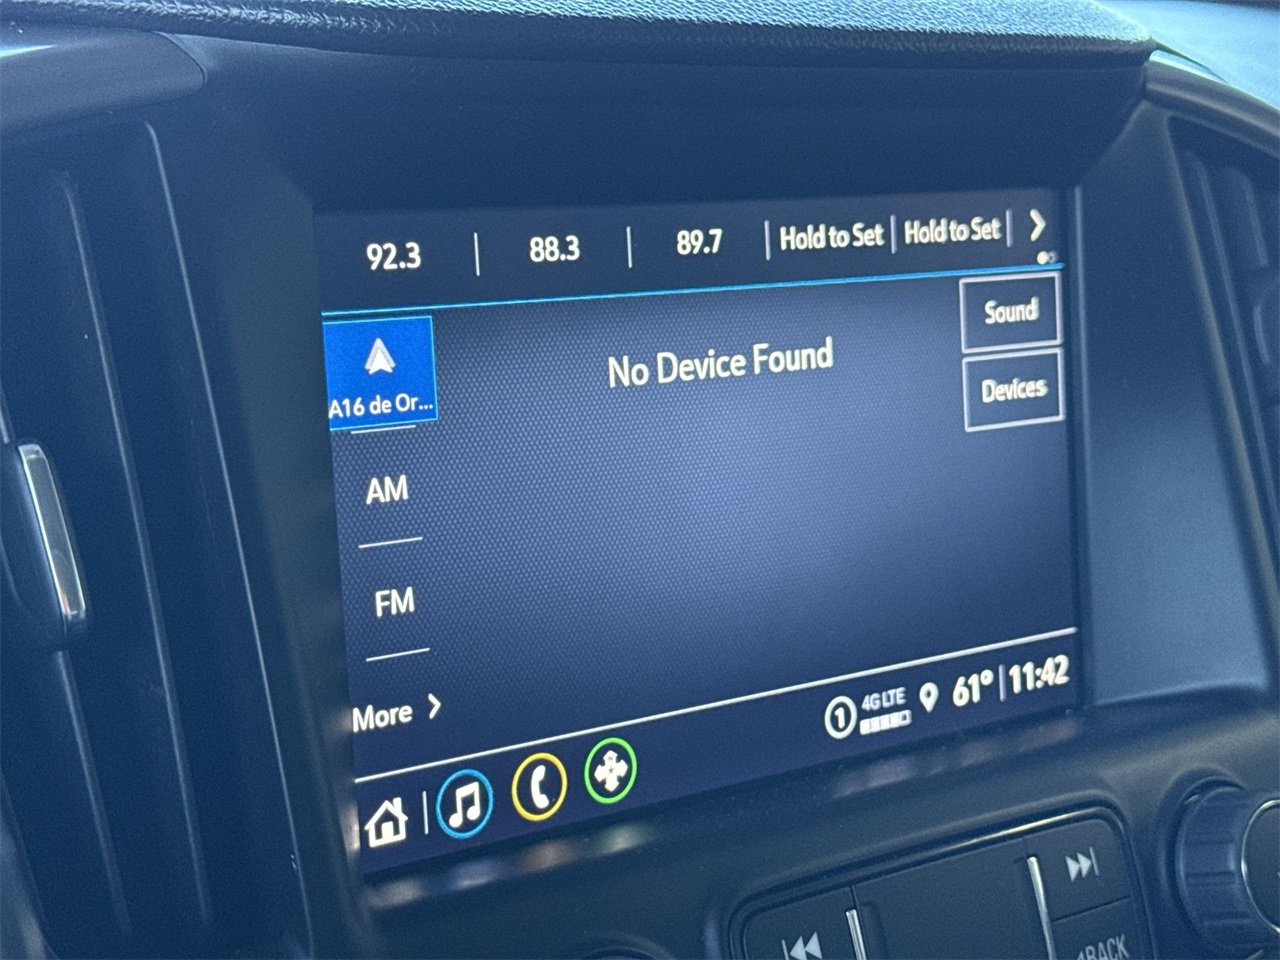 92.3 | 88.3 | 89.7 | Hold to Set | Hold to Set |
Sound
No Device Found
Devices
A16 de Or...
AM
FM
More
1 4G LTE 61° 11:42
BACK